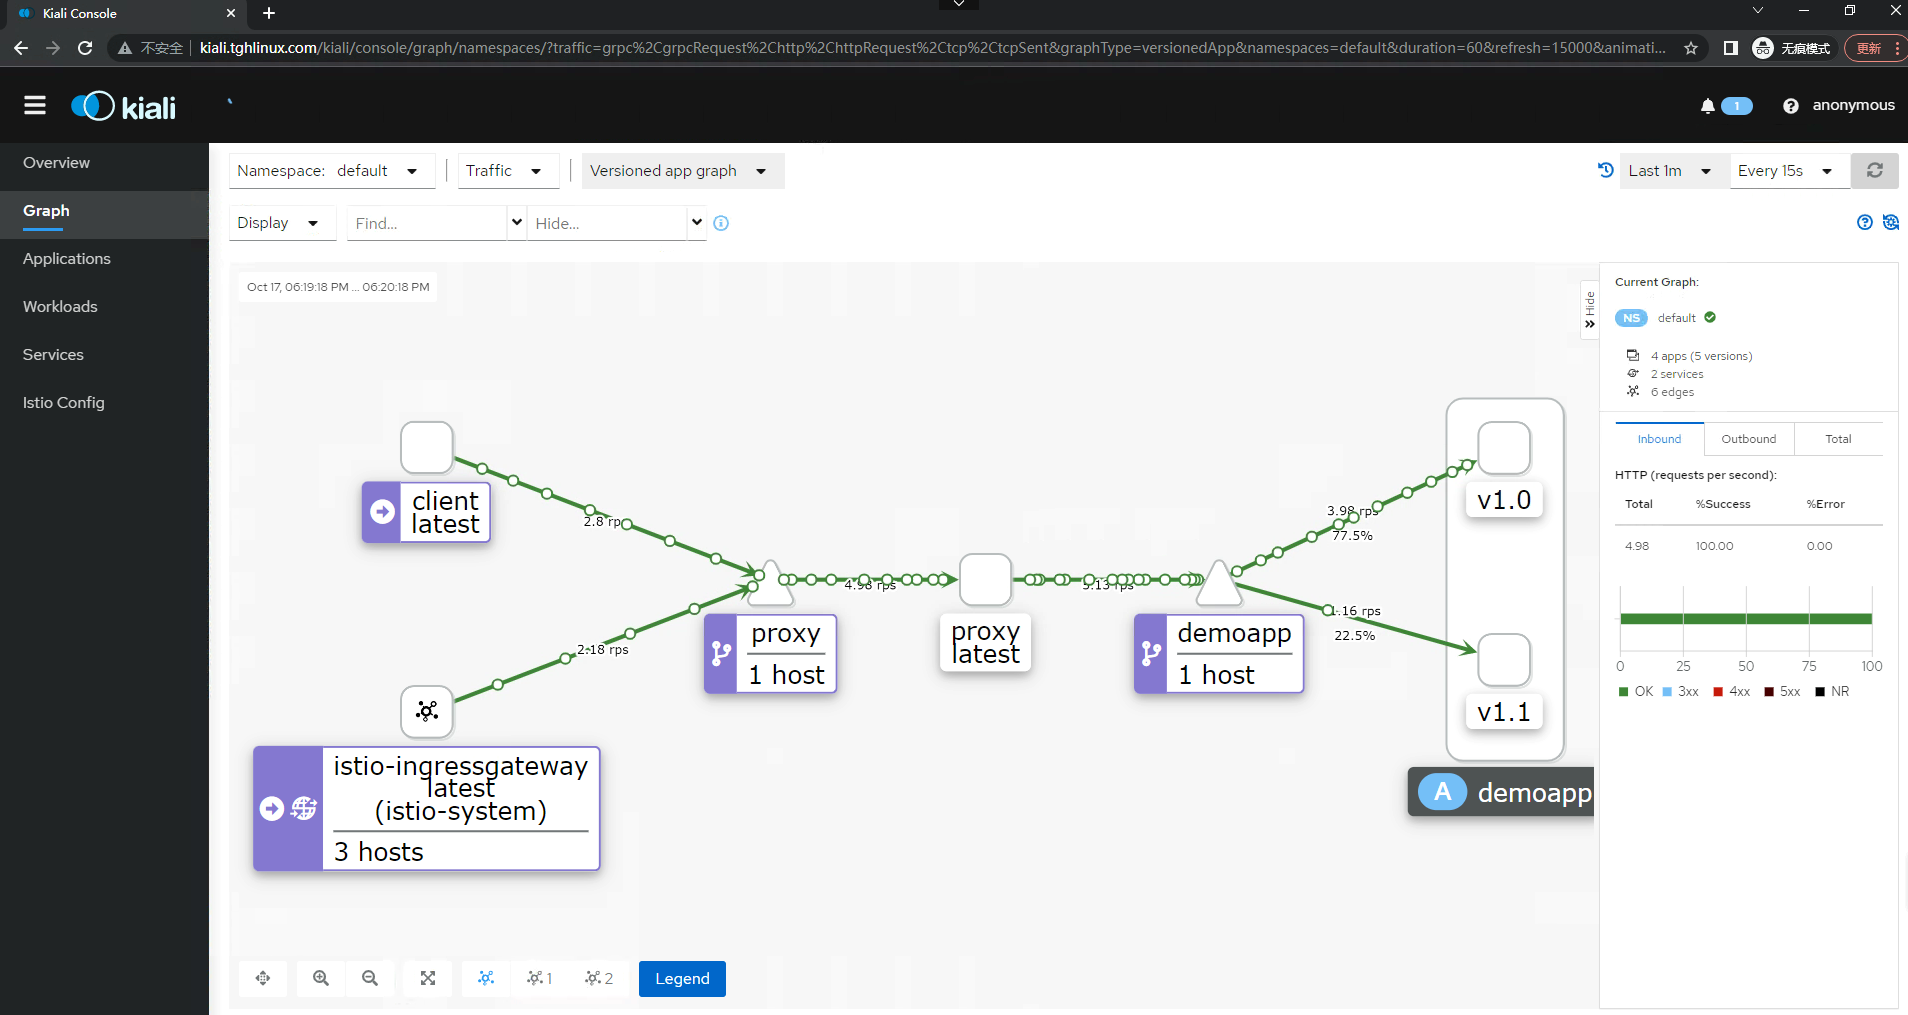 Kiali Console
不安全
kiali.tghlinux.com/kiali/console/graph/namespaces/?traffic=grpc%2CgrpcRequest%2Chttp%2ChttpRequest%2Ctcp%2CtcpSent&graphType=versionedApp&namespaces=default&duration=60&refresh=15000&animati...
无痕模式
更新
kiali
1
anonymous
Overview
Graph
Applications
Workloads
Services
Istio Config
Namespace: default
Traffic
Versioned app graph
Last 1m
Every 15s
Display
Find...
Hide...
Oct 17, 06:19:18 PM ... 06:20:18 PM
Hide
client
latest
2.8 rp
istio-ingressgateway
latest
(istio-system)
3 hosts
2.18 rps
proxy
1 host
4.98 rps
proxy
latest
5.13 rps
demoapp
1 host
3.98 rps
77.5%
1.16 rps
22.5%
v1.0
v1.1
A demoapp
1
2
Legend
Current Graph:
NS default
4 apps (5 versions)
2 services
6 edges
Inbound
Outbound
Total
HTTP (requests per second):
Total %Success %Error
4.98 100.00 0.00
0 25 50 75 100
OK 3xx 4xx 5xx NR